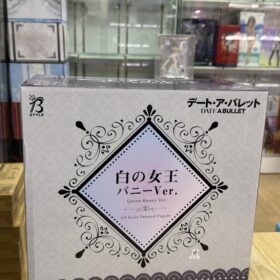 B
STYLE
デート・ア・バレット
DATE A BULLET
白の女王
バニーVer.
Queen Bunny Ver.
1/4 Scale Painted Figure